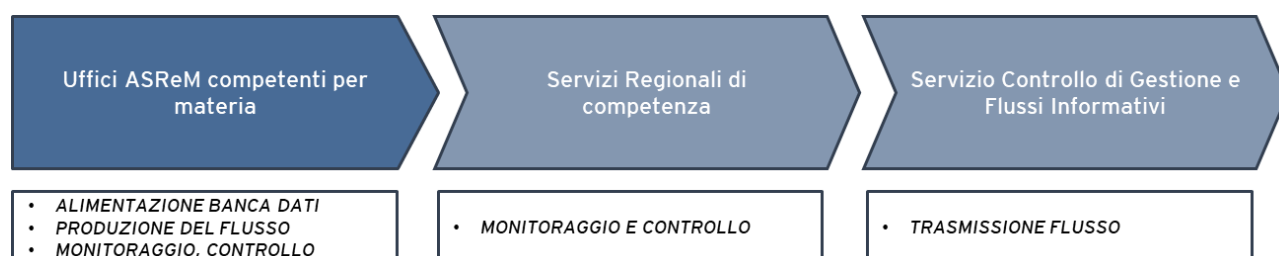 Uffici ASReM competenti per
materia
Servizi Regionali di
competenza
Servizio Controllo di Gestione e
Flussi Informativi
• ALIMENTAZIONE BANCA DATI
• PRODUZIONE DEL FLUSSO
• MONITORAGGIO, CONTROLLO
• MONITORAGGIO E CONTROLLO
• TRASMISSIONE FLUSSO